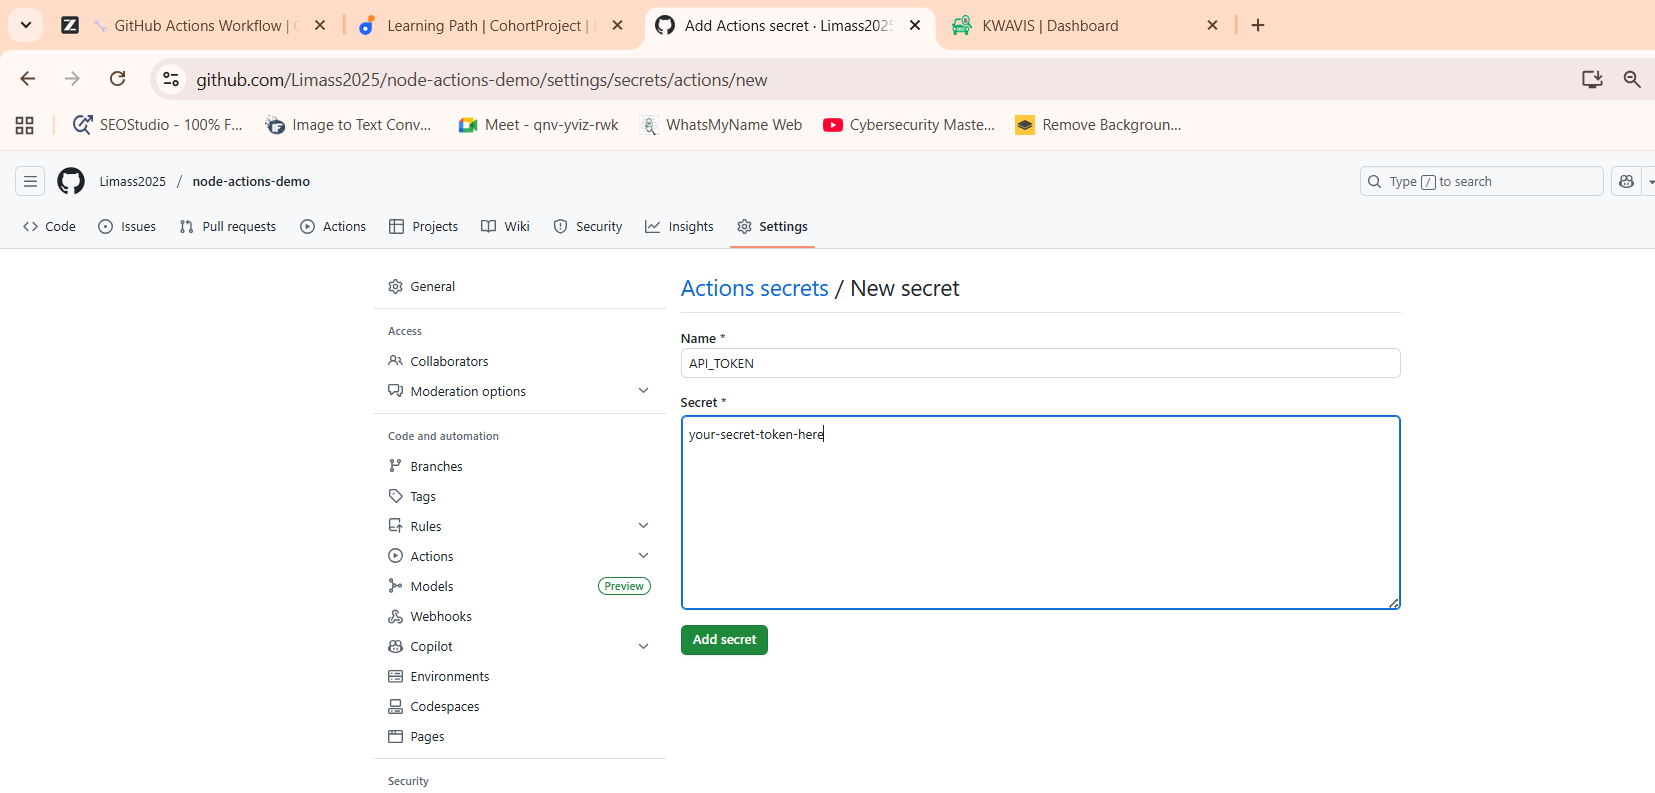 GitHub Actions Workflow |
Learning Path | CohortProject |
Add Actions secret · Limass2025
KWAVIS | Dashboard
github.com/Limass2025/node-actions-demo/settings/secrets/actions/new
SEOStudio - 100% F...
Image to Text Conv...
Meet - qnv-yviz-rwk
WhatsMyName Web
Cybersecurity Maste...
Remove Backgroun...
Limass2025 / node-actions-demo
Type / to search
Code
Issues
Pull requests
Actions
Projects
Wiki
Security
Insights
Settings
General
Access
Collaborators
Moderation options
Code and automation
Branches
Tags
Rules
Actions
Models Preview
Webhooks
Copilot
Environments
Codespaces
Pages
Security
Actions secrets / New secret
Name *
API_TOKEN
Secret *
your-secret-token-here
Add secret